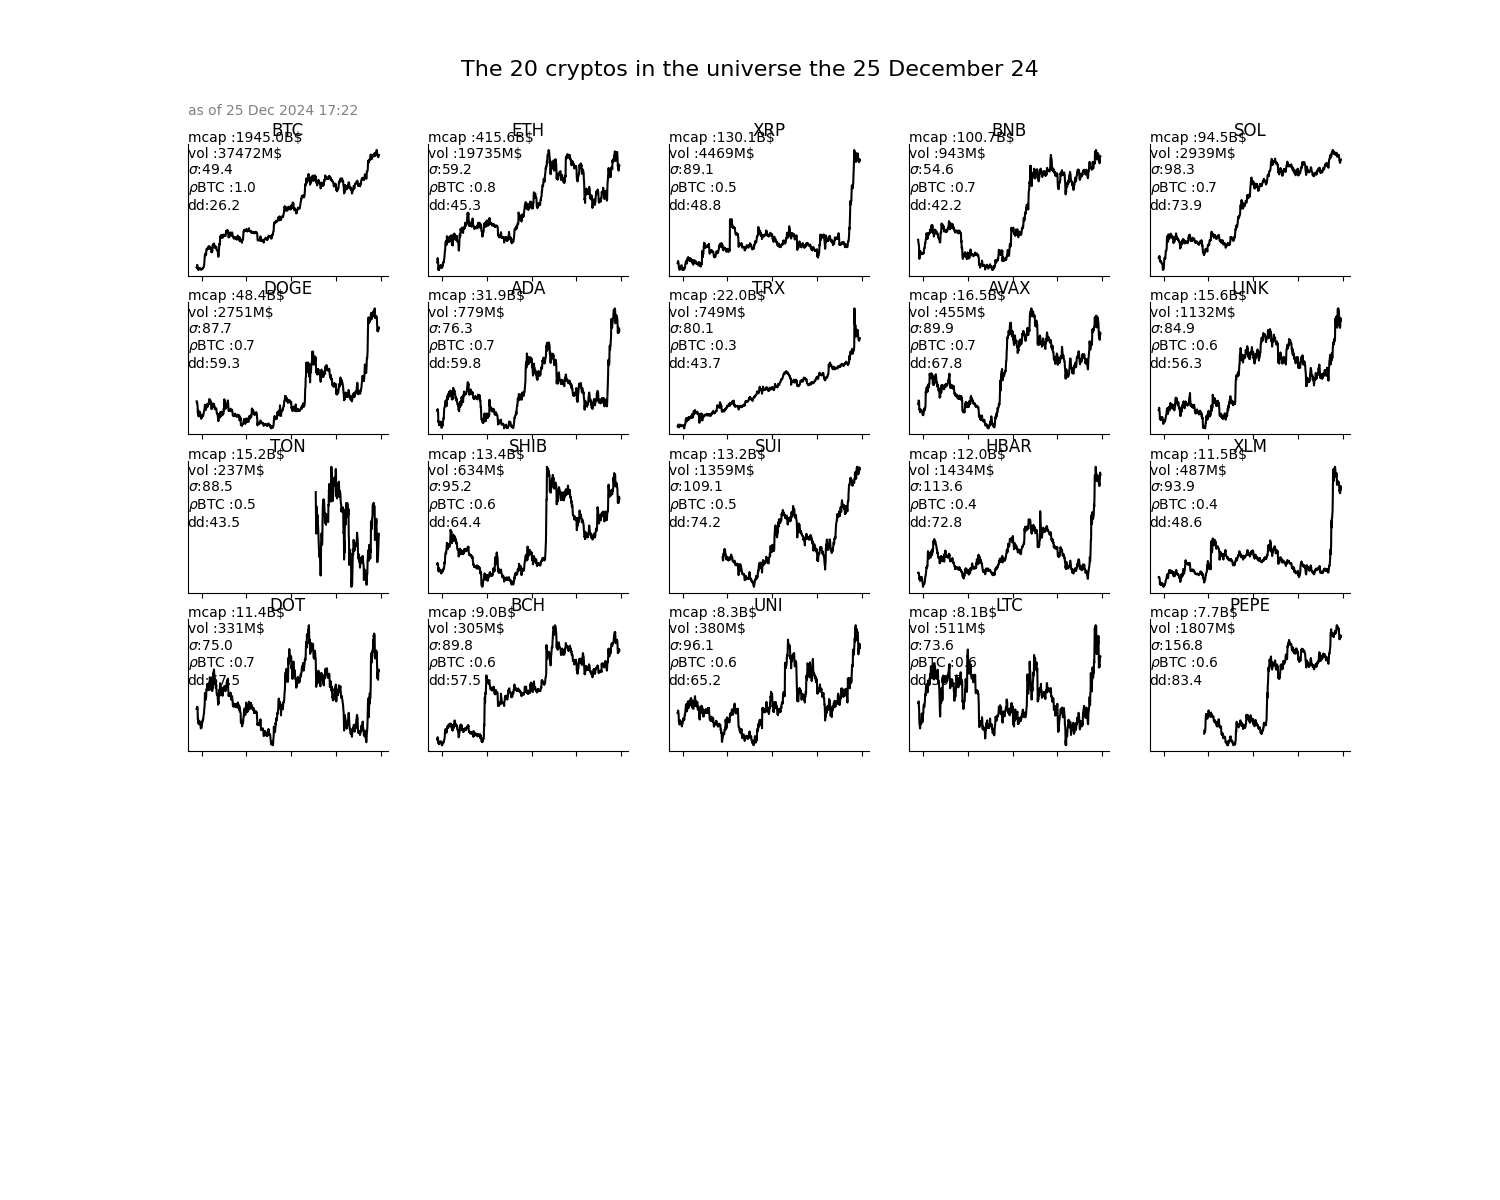 The 20 cryptos in the universe the 25 December 24
as of 25 Dec 2024 17:22
BTC
mcap :1945.0B$
vol :37472M$
σ:49.4
ρBTC :1.0
dd:26.2
ETH
mcap :415.6B$
vol :19735M$
σ:59.2
ρBTC :0.8
dd:45.3
XRP
mcap :130.1B$
vol :4469M$
σ:89.1
ρBTC :0.5
dd:48.8
BNB
mcap :100.7B$
vol :943M$
σ:54.6
ρBTC :0.7
dd:42.2
SOL
mcap :94.5B$
vol :2939M$
σ:98.3
ρBTC :0.7
dd:73.9
DOGE
mcap :48.4B$
vol :2751M$
σ:87.7
ρBTC :0.7
dd:59.3
ADA
mcap :31.9B$
vol :779M$
σ:76.3
ρBTC :0.7
dd:59.8
TRX
mcap :22.0B$
vol :749M$
σ:80.1
ρBTC :0.3
dd:43.7
AVAX
mcap :16.5B$
vol :455M$
σ:89.9
ρBTC :0.7
dd:67.8
LINK
mcap :15.6B$
vol :1132M$
σ:84.9
ρBTC :0.6
dd:56.3
TON
mcap :15.2B$
vol :237M$
σ:88.5
ρBTC :0.5
dd:43.5
SHIB
mcap :13.4B$
vol :634M$
σ:95.2
ρBTC :0.6
dd:64.4
SUI
mcap :13.2B$
vol :1359M$
σ:109.1
ρBTC :0.5
dd:74.2
HBAR
mcap :12.0B$
vol :1434M$
σ:113.6
ρBTC :0.4
dd:72.8
XLM
mcap :11.5B$
vol :487M$
σ:93.9
ρBTC :0.4
dd:48.6
DOT
mcap :11.4B$
vol :331M$
σ:75.0
ρBTC :0.7
BCH
mcap :9.0B$
vol :305M$
σ:89.8
ρBTC :0.6
dd:57.5
UNI
mcap :8.3B$
vol :380M$
σ:96.1
ρBTC :0.6
dd:65.2
LTC
mcap :8.1B$
vol :511M$
σ:73.6
ρBTC :0.6
PEPE
mcap :7.7B$
vol :1807M$
σ:156.8
ρBTC :0.6
dd:83.4